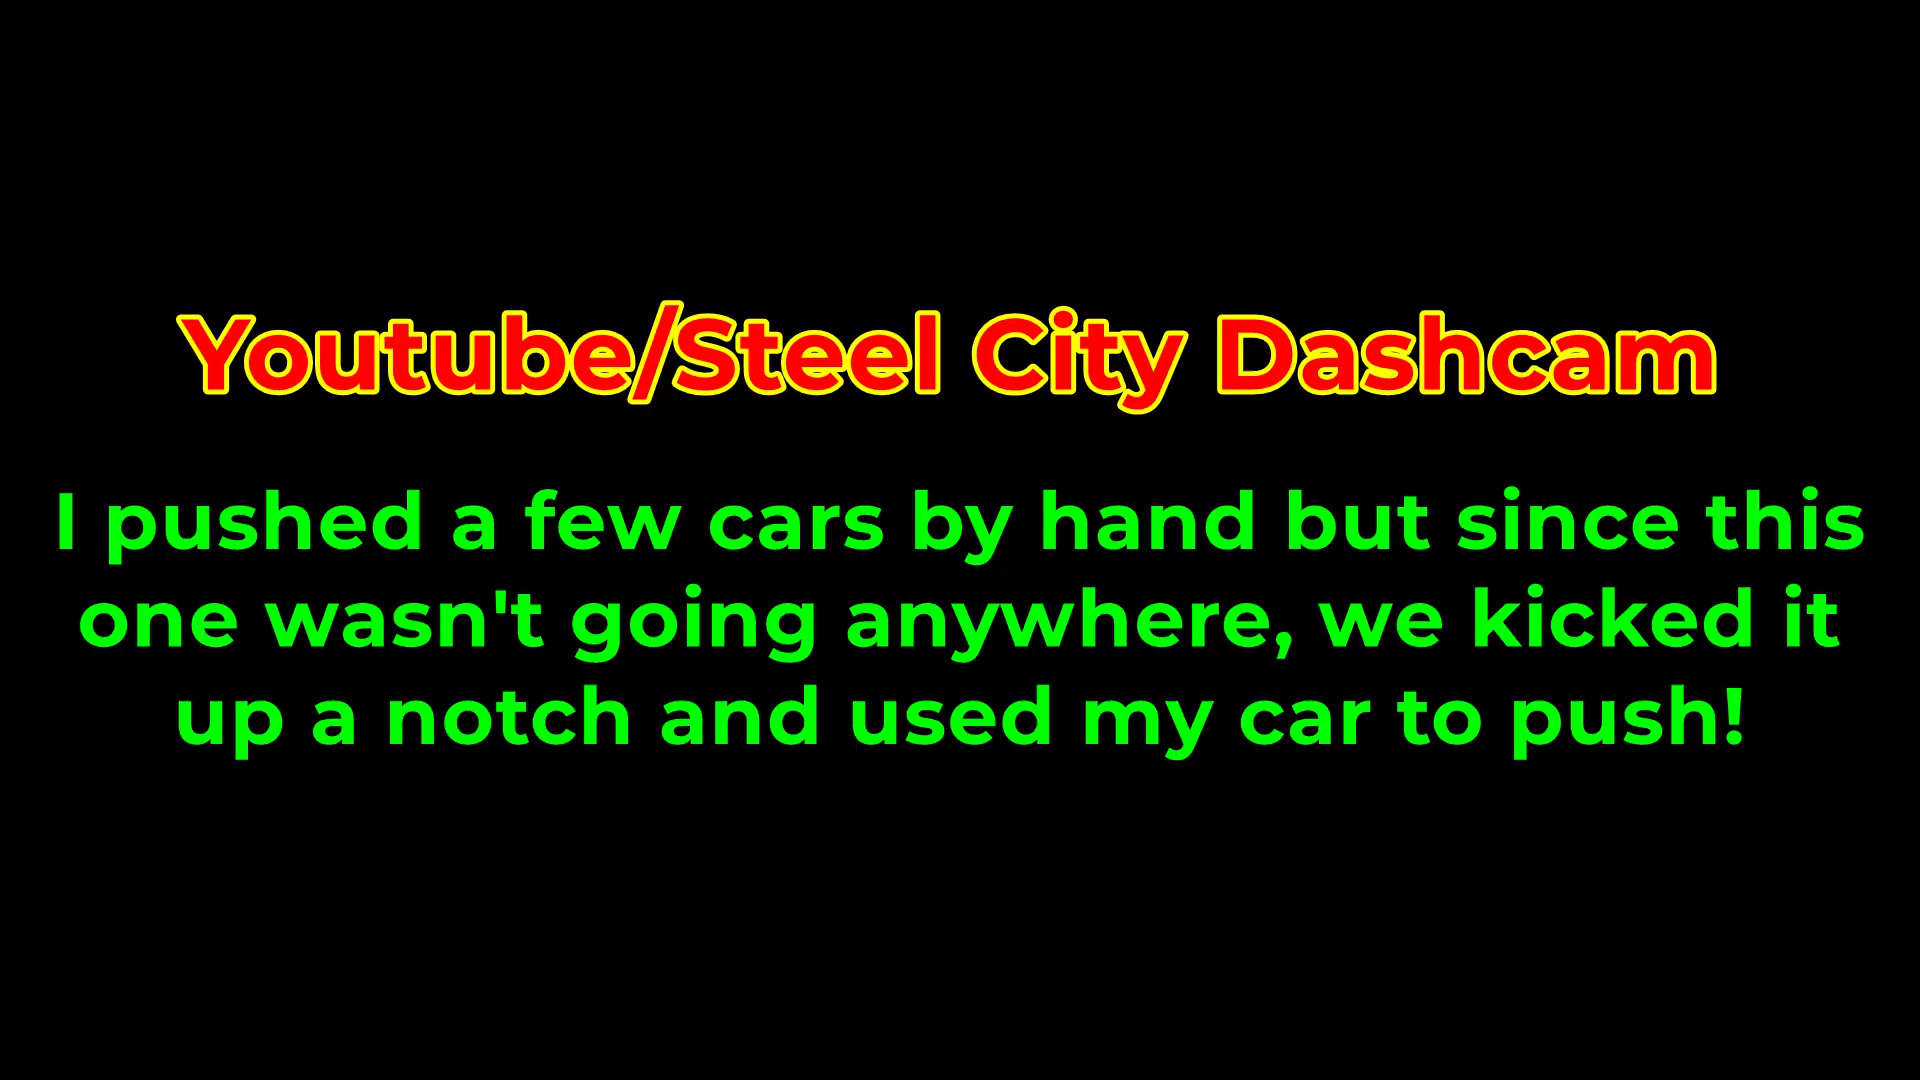 Youtube/Steel City Dashcam
I pushed a few cars by hand but since this
one wasn't going anywhere, we kicked it
up a notch and used my car to push!